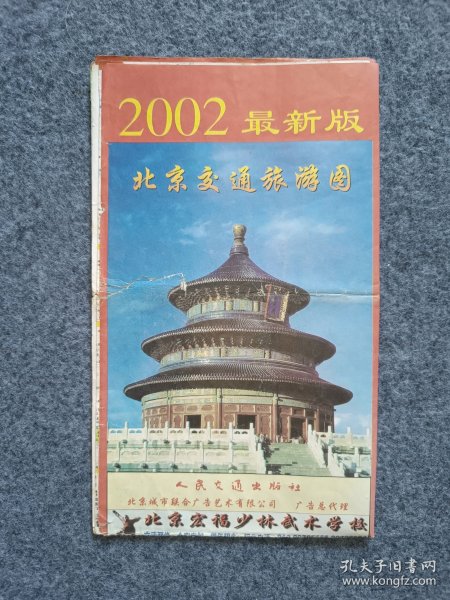 2002 最新版
北京交通旅游图
人民交通出版社
北京城市联合广告艺术有限公司 广告总代理
北京宏福少林武术学校
孔夫子旧书网
www.kongfz.com